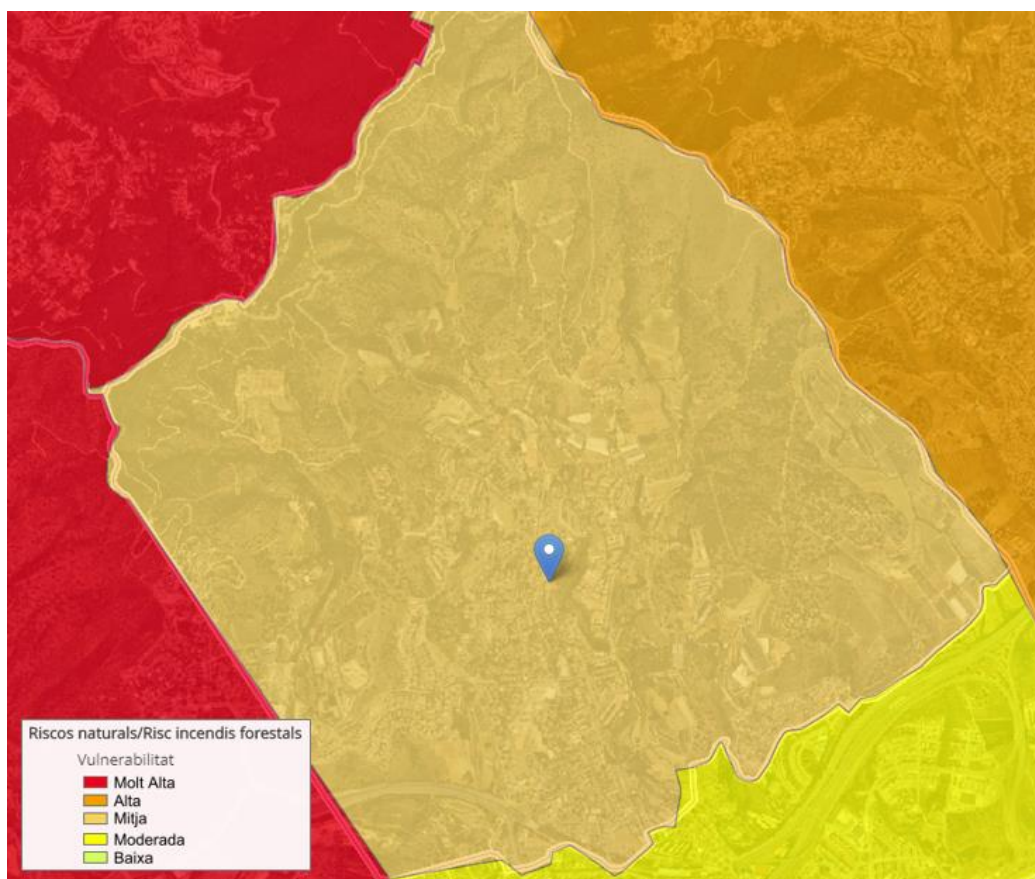 Riscos naturals/Risc incendis forestals
Vulnerabilitat
Molt Alta
Alta
Mitja
Moderada
Baixa